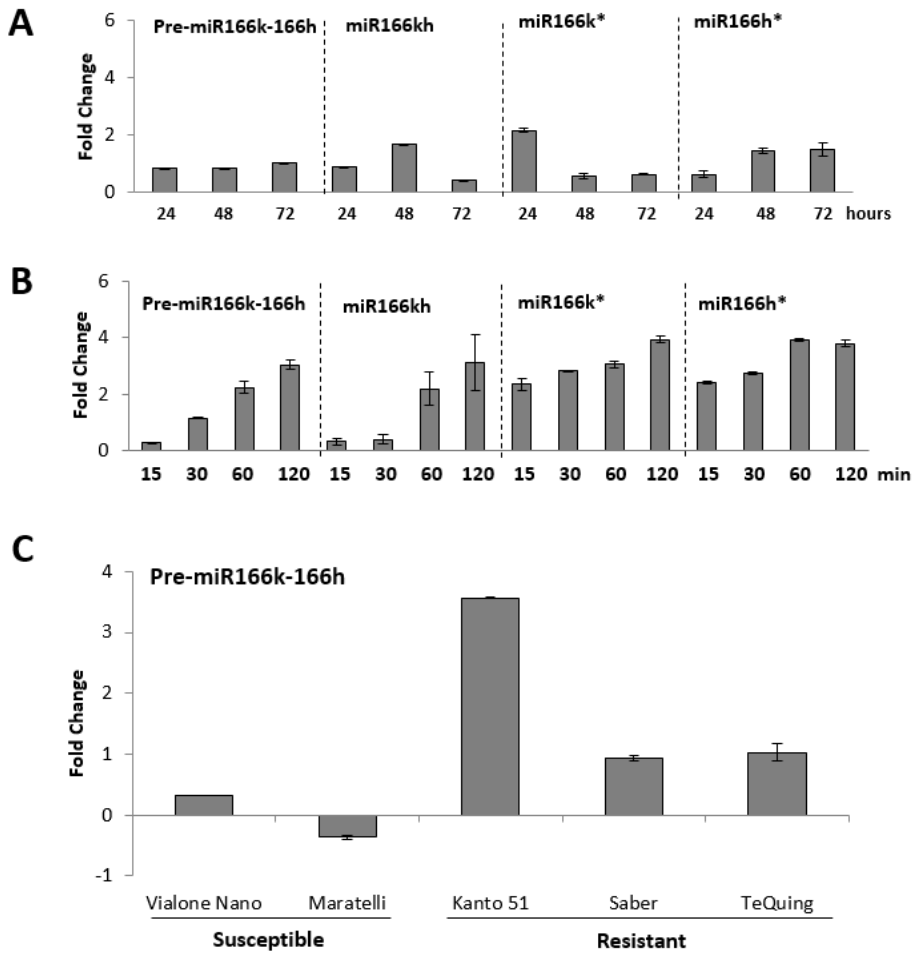 A
Pre-miR166k-166h miR166kh miR166k* miR166h*
Fold Change
6
4
2
0
24 48 72 24 48 72 24 48 72 24 48 72 hours
B
Pre-miR166k-166h miR166kh miR166k* miR166h*
Fold Change
6
4
2
0
15 30 60 120 15 30 60 120 15 30 60 120 15 30 60 120 min
C
Pre-miR166k-166h
Fold Change
4
3
2
1
0
-1
Vialone Nano Maratelli Kanto 51 Saber TeQuing
Susceptible Resistant